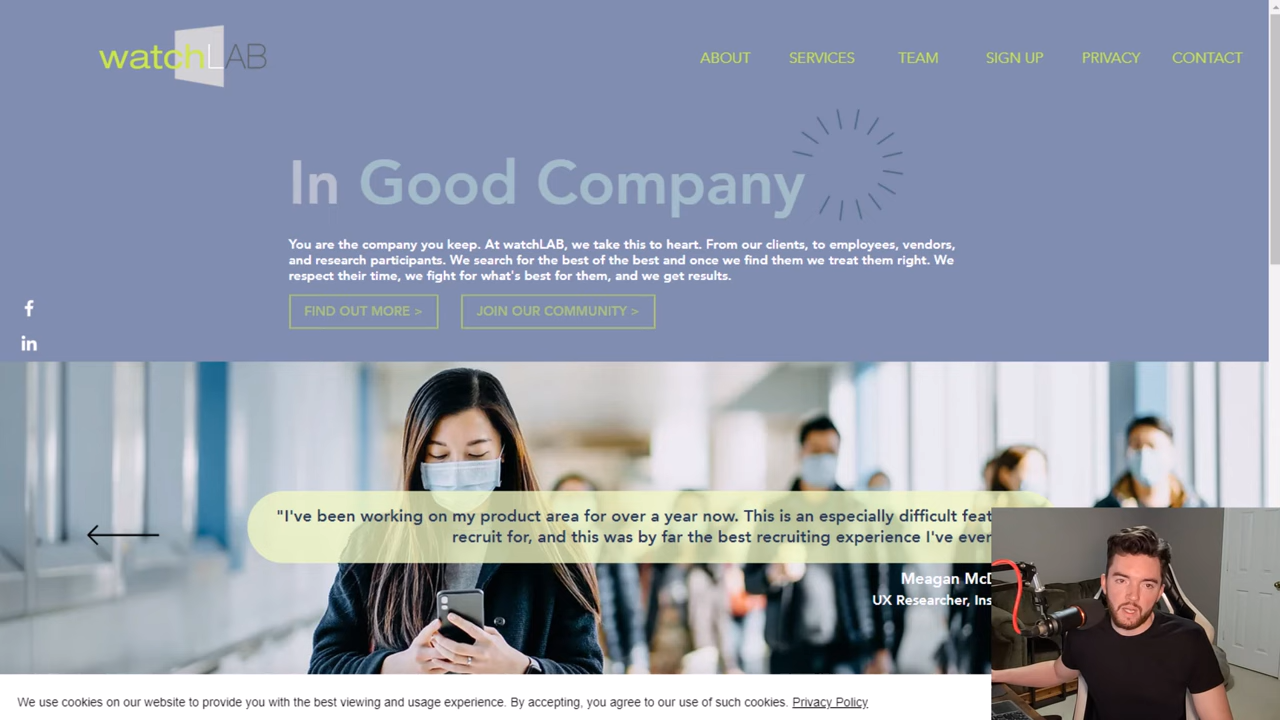 watchLAB
ABOUT SERVICES TEAM SIGN UP PRIVACY CONTACT
In Good Company
You are the company you keep. At watchLAB, we take this to heart. From our clients, to employees, vendors,
and research participants. We search for the best of the best and once we find them we treat them right. We
respect their time, we fight for what's best for them, and we get results.
FIND OUT MORE >
JOIN OUR COMMUNITY >
f
in
"I've been working on my product area for over a year now. This is an especially difficult
recruit for, and this was by far the best recruiting experience I've ever
Meagan
UX Researcher,
We use cookies on our website to provide you with the best viewing and usage experience. By accepting, you agree to our use of such cookies. Privacy Policy